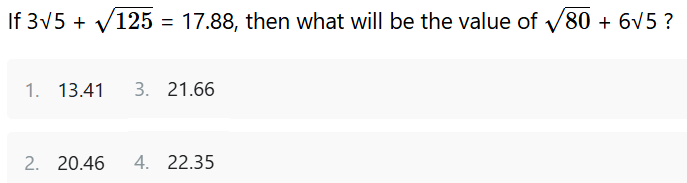 If 3√5 + √125 = 17.88, then what will be the value of √80 + 6√5 ?
1. 13.41 3. 21.66
2. 20.46 4. 22.35